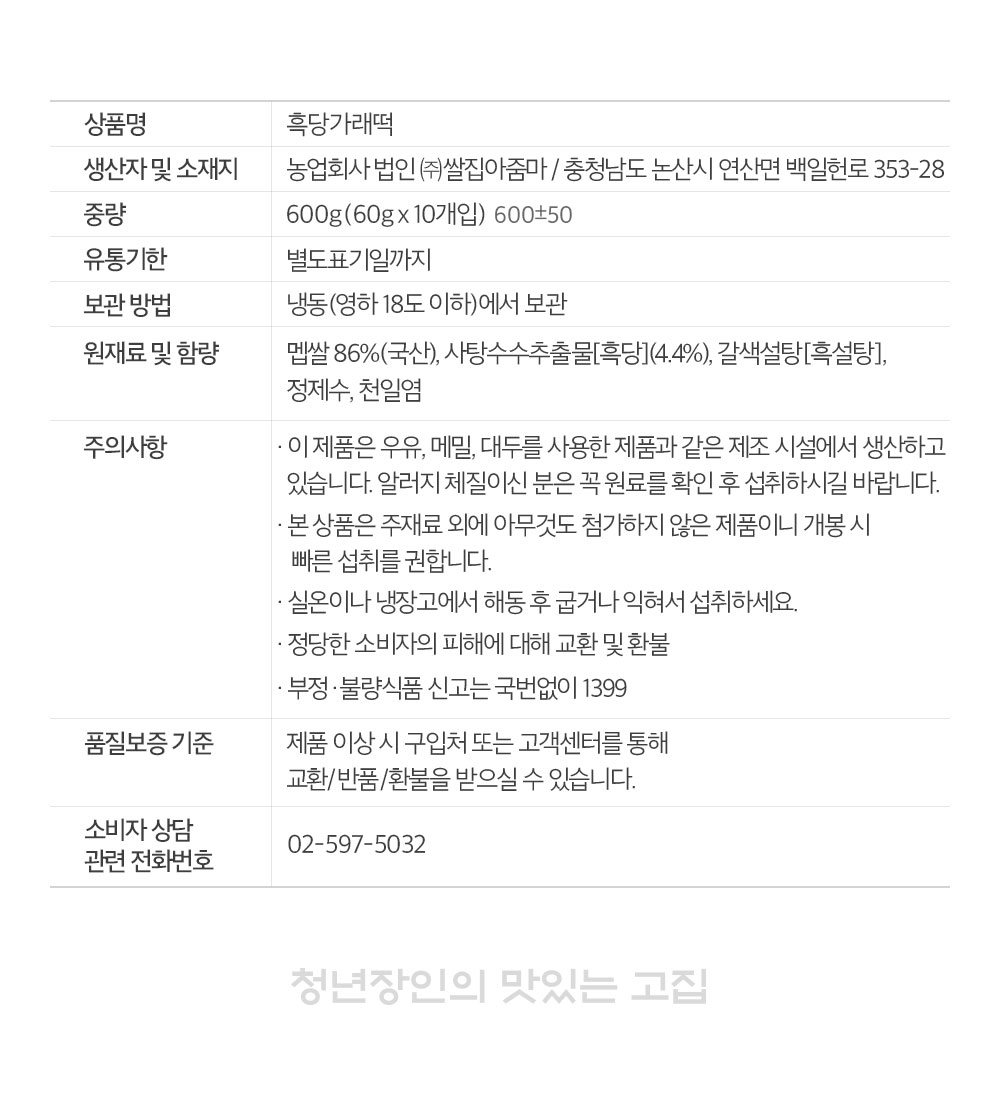 상품명 흑당가래떡
생산자 및 소재지 농업회사 법인 ㈜쌀집아줌마 / 충청남도 논산시 연산면 백일헌로 353-28
중량 600g(60g x 10개입) 600±50
유통기한 별도표기일까지
보관 방법 냉동(영하 18도 이하)에서 보관
원재료 및 함량 멥쌀 86%(국산), 사탕수수추출물[흑당](4.4%), 갈색설탕[흑설탕],
정제수, 천일염
주의사항 · 이 제품은 우유, 메밀, 대두를 사용한 제품과 같은 제조 시설에서 생산하고
있습니다. 알러지 체질이신 분은 꼭 원료를 확인 후 섭취하시길 바랍니다.
· 본 상품은 주재료 외에 아무것도 첨가하지 않은 제품이니 개봉 시
빠른 섭취를 권합니다.
· 실온이나 냉장고에서 해동 후 굽거나 익혀서 섭취하세요.
· 정당한 소비자의 피해에 대해 교환 및 환불
· 부정·불량식품 신고는 국번없이 1399
품질보증 기준 제품 이상 시 구입처 또는 고객센터를 통해
교환/반품/환불을 받으실 수 있습니다.
소비자 상담
관련 전화번호 02-597-5032
청년장인의 맛있는 고집